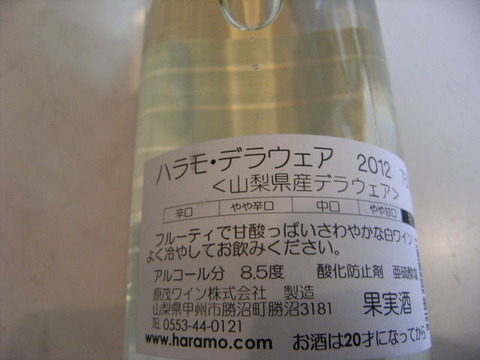 ハラモ・デラウェア 2012
<山梨県産デラウェア>
辛口 やや辛口 中口 やや甘口
フルーティで甘酸っぱいさわやかな白ワイン
よく冷やしてお飲みください。
アルコール分 8.5度 酸化防止剤 亜硫酸塩
原茂ワイン株式会社 製造
山梨県甲州市勝沼町勝沼3181 果実酒
TEL 0553-44-0121
www.haramo.com お酒は20才になってから